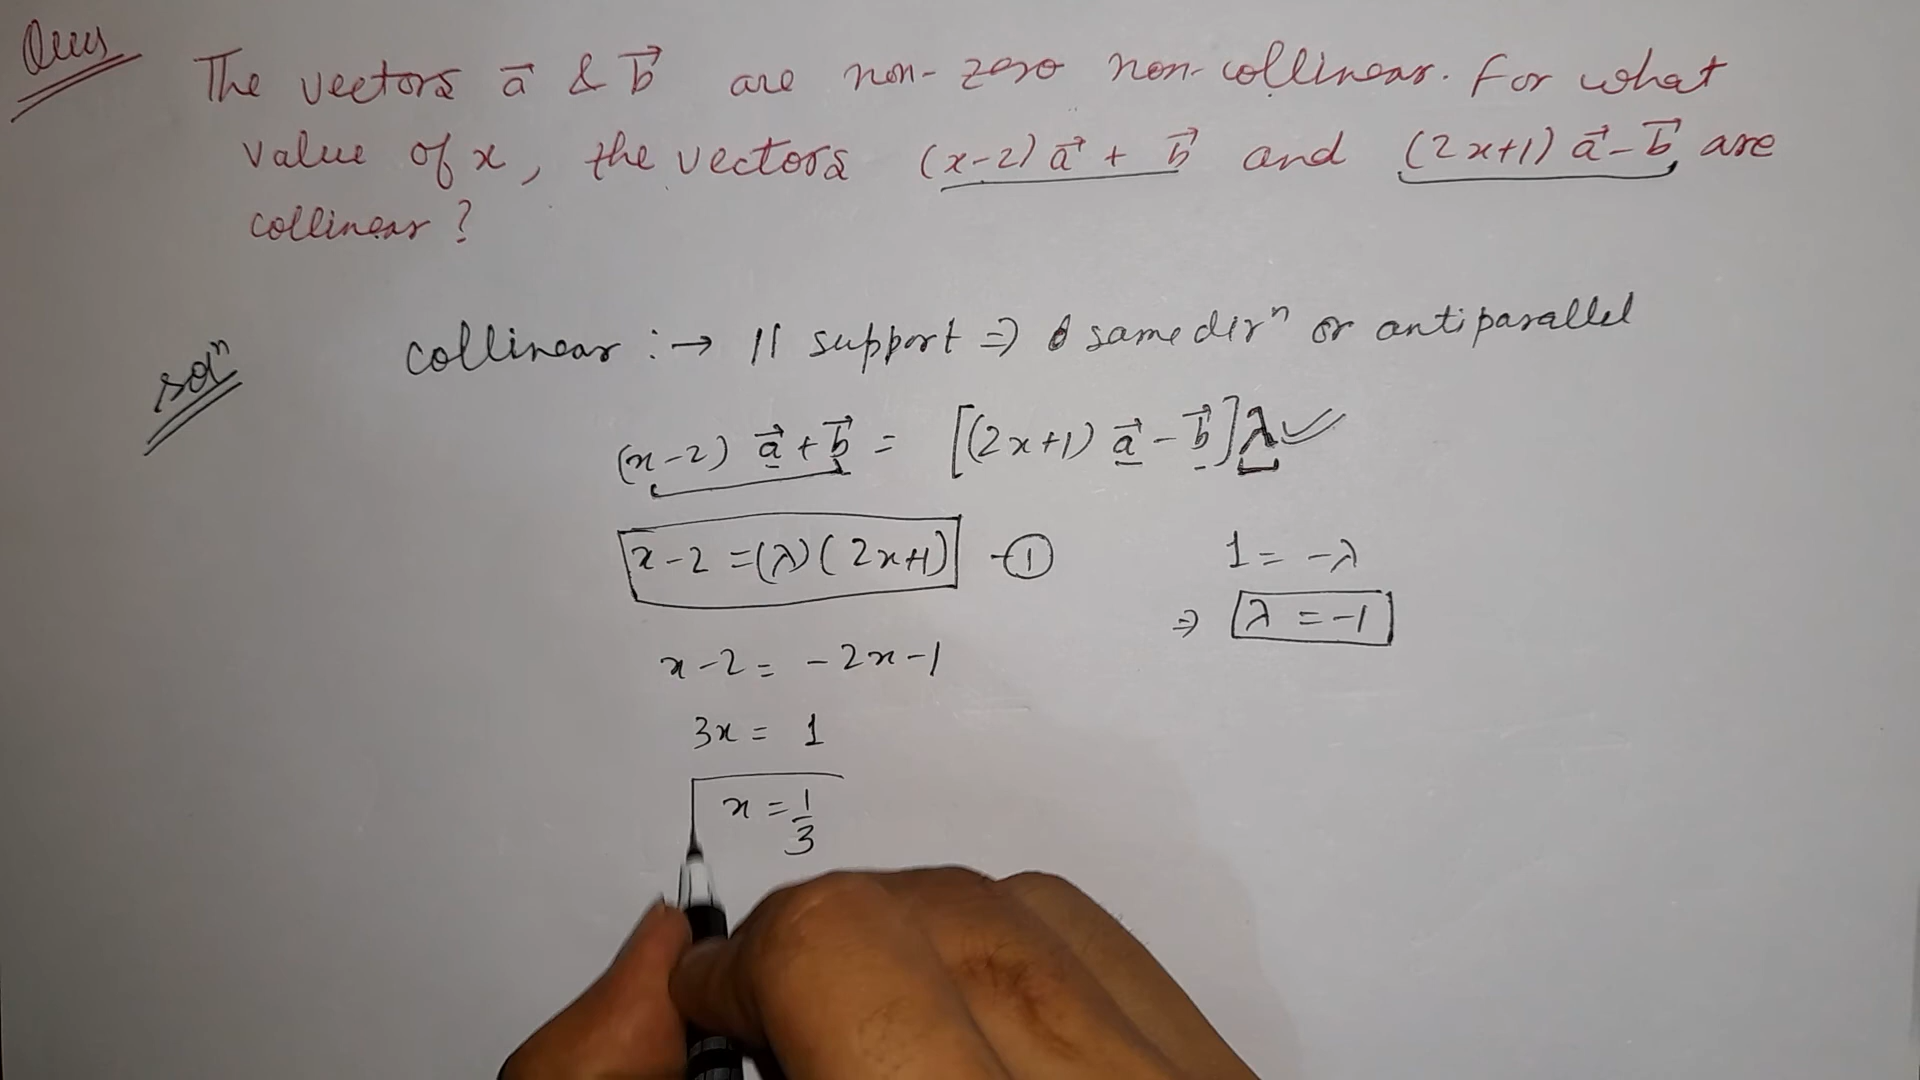 Ques
The vectors a⃗ & b⃗ are non-zero non-collinear. For what
value of x, the vectors (x-2) a⃗ + b⃗ and (2x+1) a⃗ - b⃗, are
collinear?
Solⁿ
Collinear :→ || support ⇒ same dirⁿ or antiparallel
(x-2) a⃗ + b⃗ = [(2x+1) a⃗ - b⃗]λ ✓
x-2 = (λ)(2x+1) -①
1 = -λ
⇒ λ = -1
x-2 = -2x-1
3x = 1
x = 1/3